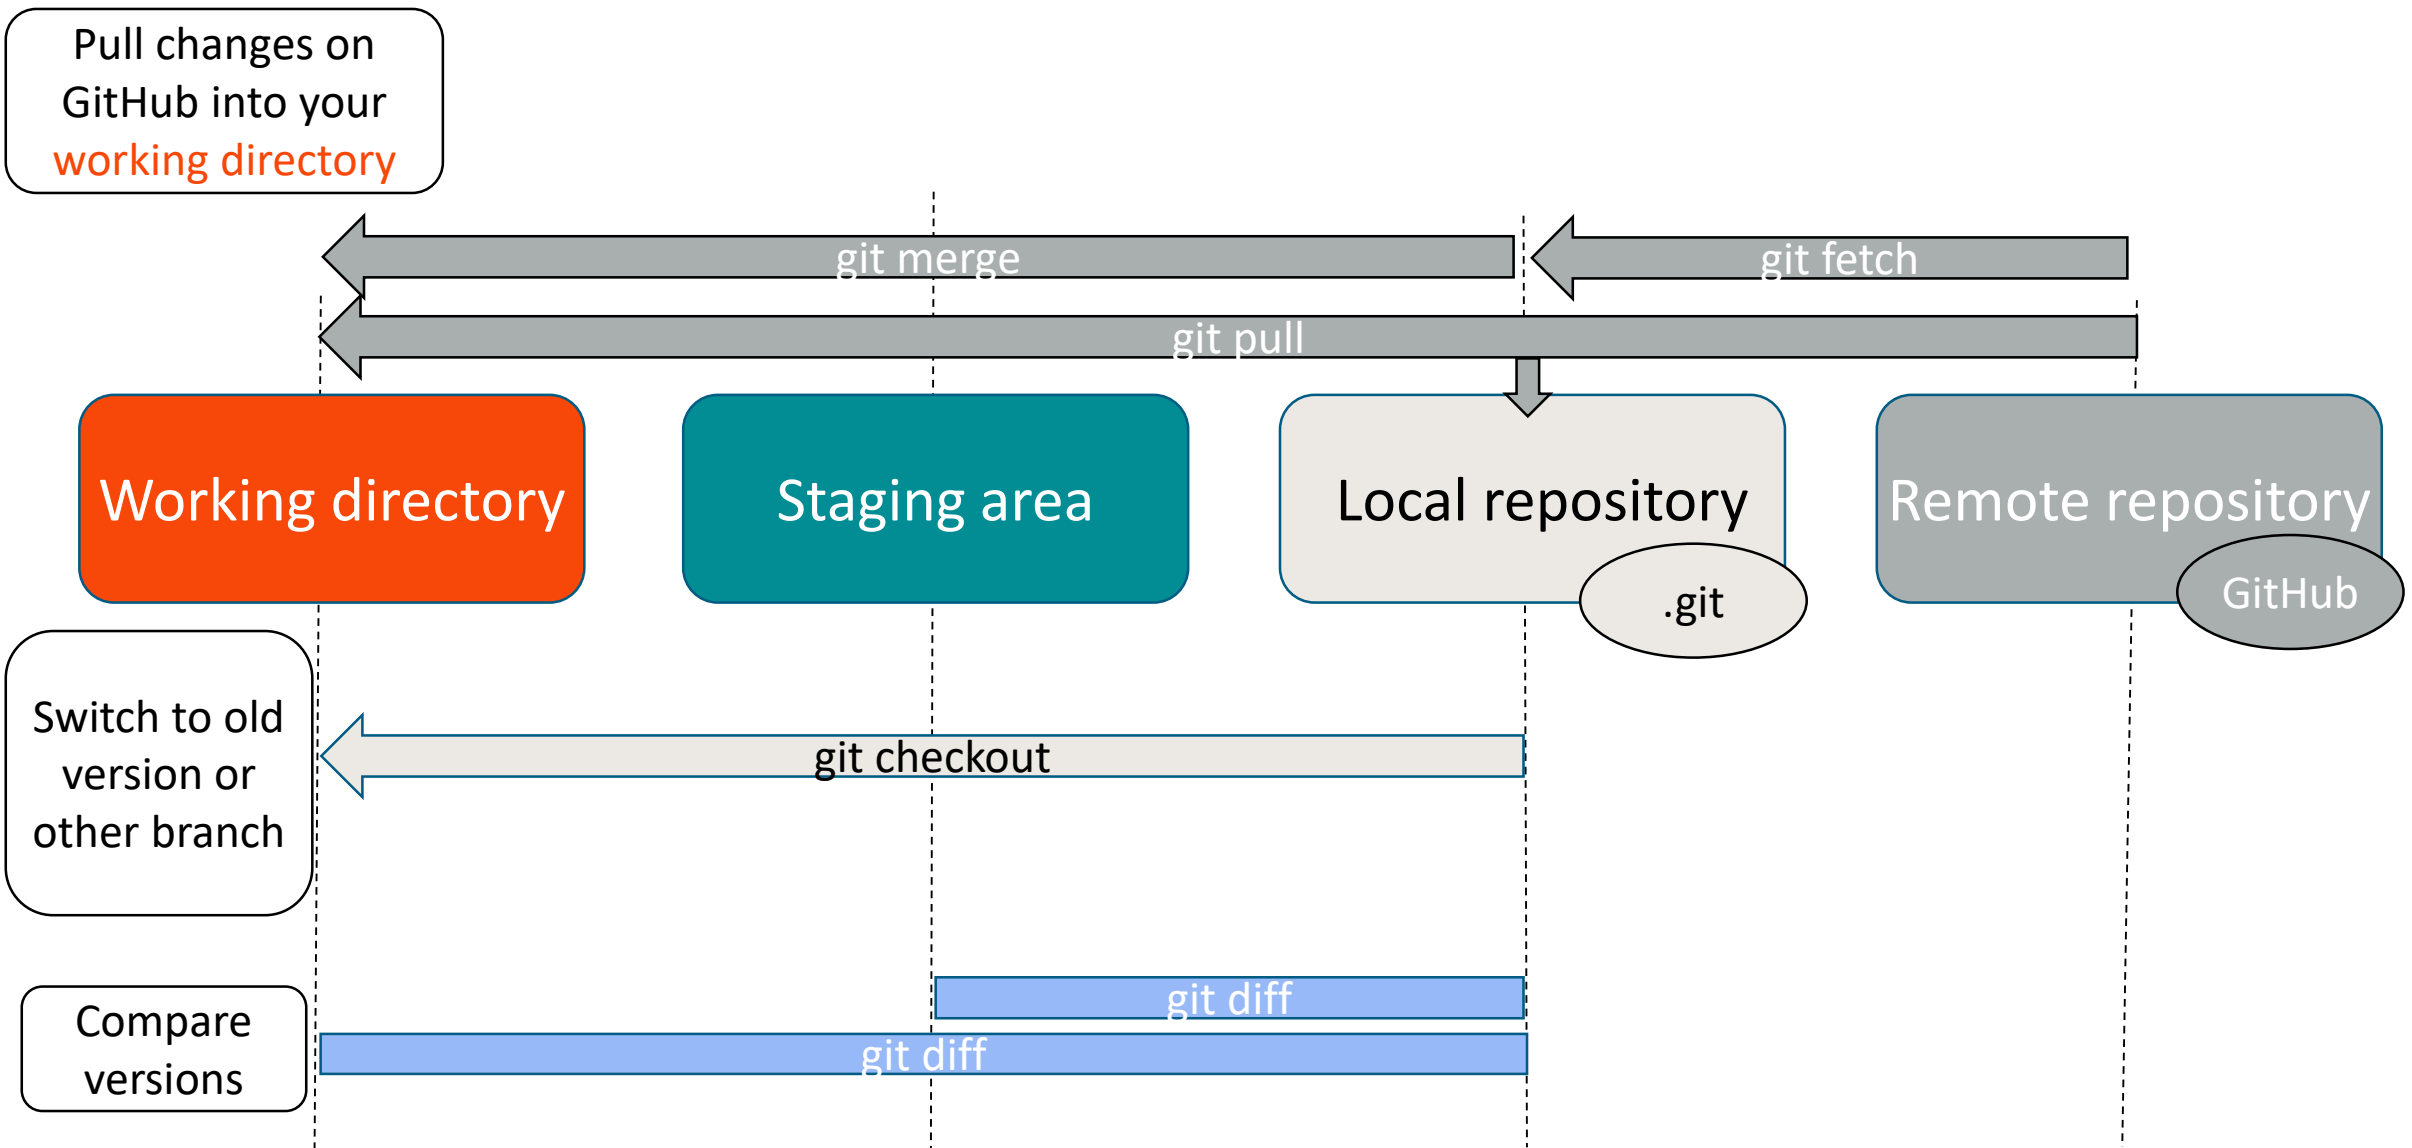 Pull changes on
GitHub into your
working directory
git merge
git fetch
git pull
Working directory
Staging area
Local repository
Remote repository
.git
GitHub
Switch to old
version or
other branch
git checkout
git diff
Compare
versions
git diff